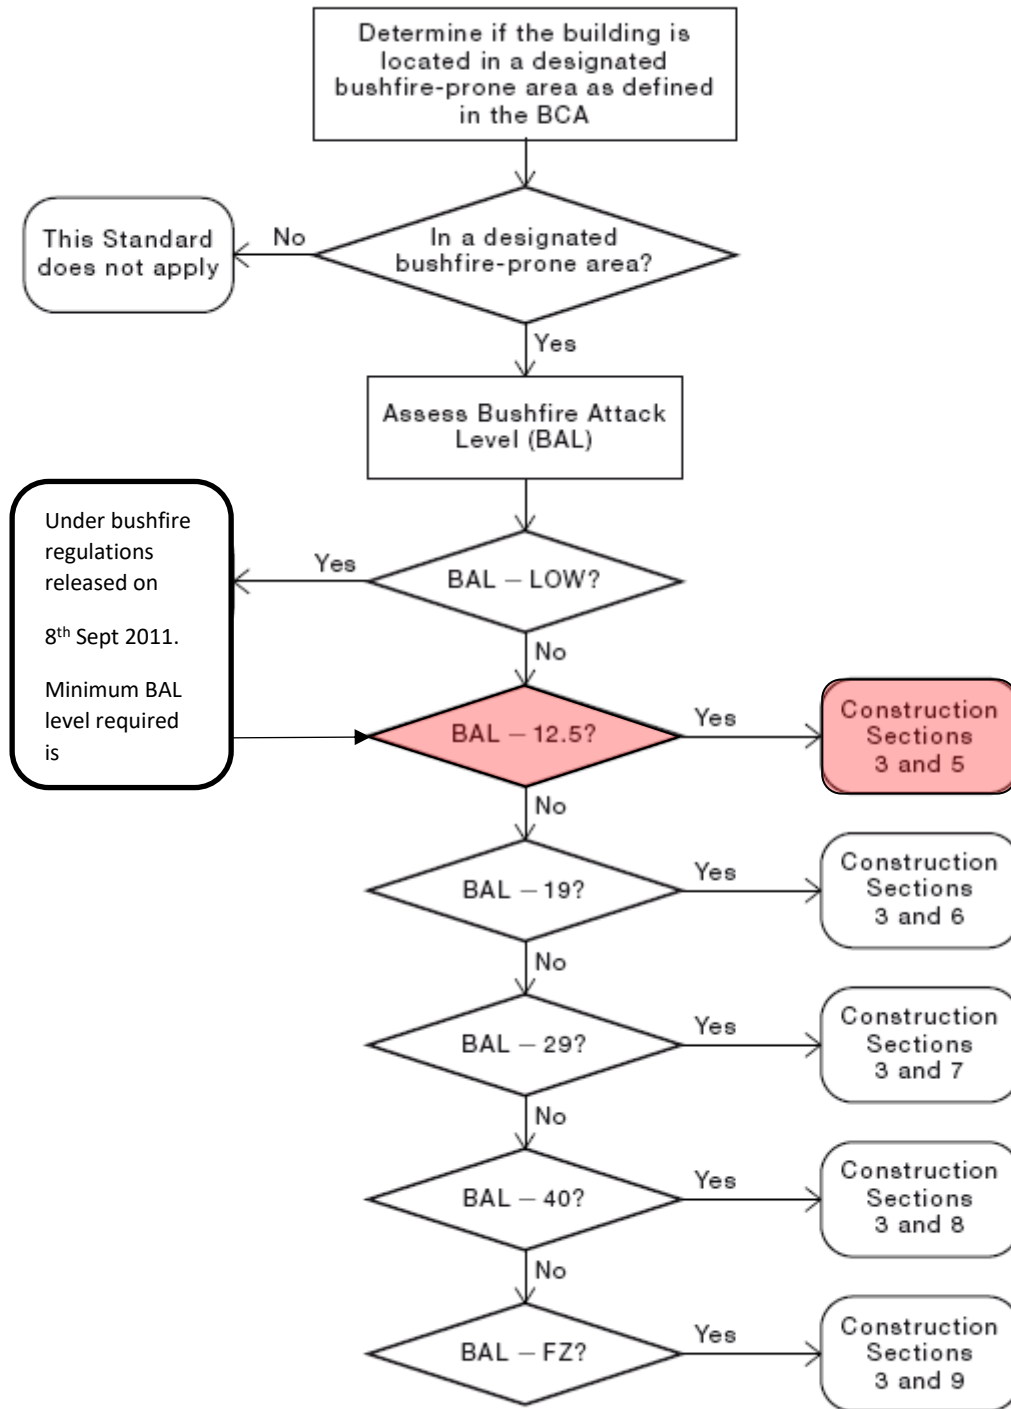 Determine if the building is
located in a designated
bushfire-prone area as defined
in the BCA
In a designated
bushfire-prone area?
No
This Standard
does not apply
Yes
Assess Bushfire Attack
Level (BAL)
BAL – LOW?
Yes
Under bushfire
regulations
released on
8th Sept 2011.
Minimum BAL
level required
is
No
BAL – 12.5?
Yes
Construction
Sections
3 and 5
No
BAL – 19?
Yes
Construction
Sections
3 and 6
No
BAL – 29?
Yes
Construction
Sections
3 and 7
No
BAL – 40?
Yes
Construction
Sections
3 and 8
No
BAL – FZ?
Yes
Construction
Sections
3 and 9